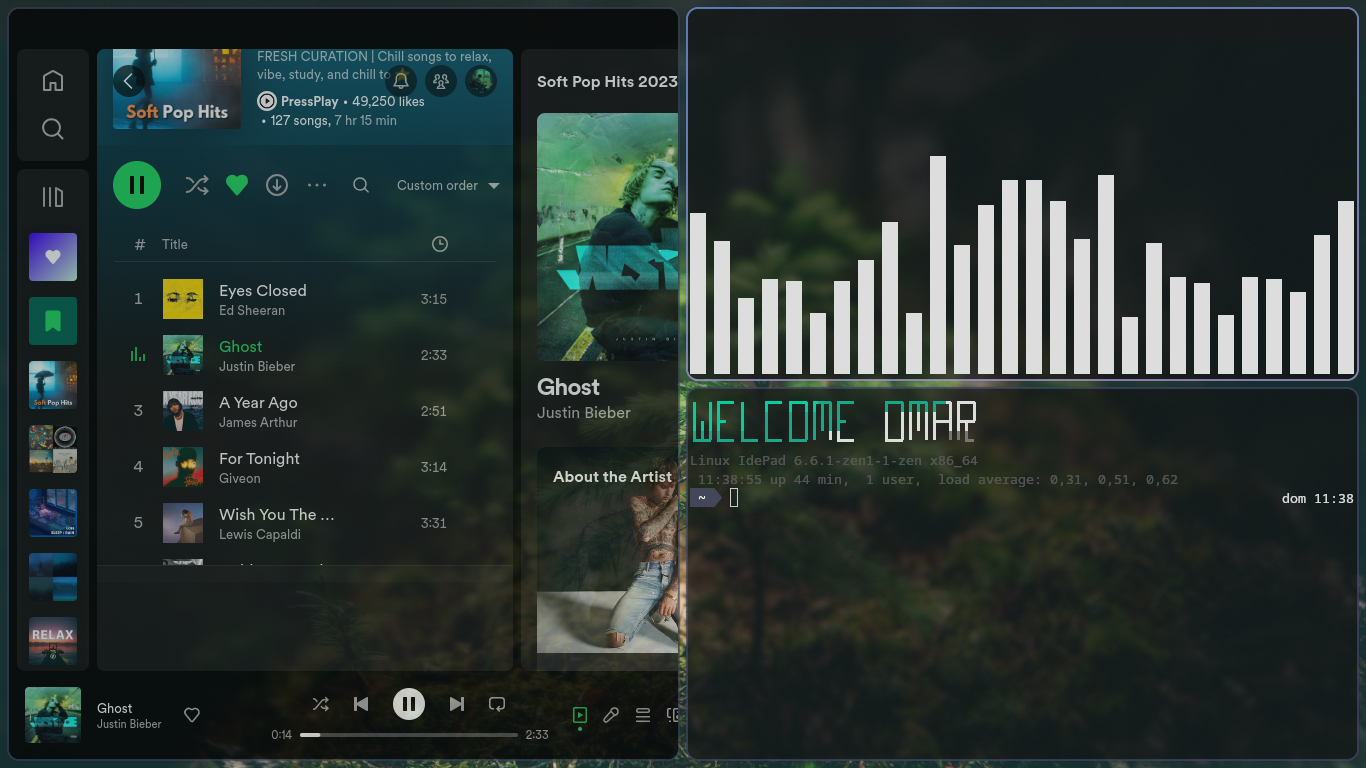 FRESH CURATION | Chill songs to relax,
vibe, study, and chill to
PressPlay • 49,250 likes
• 127 songs, 7 hr 15 min
Soft Pop Hits
Custom order
# Title
1 Eyes Closed 3:15
Ed Sheeran
Ghost 2:33
Justin Bieber
3 A Year Ago 2:51
James Arthur
4 For Tonight 3:14
Giveon
5 Wish You The ... 3:31
Lewis Capaldi
Soft Pop Hits
RELAX
Soft Pop Hits 2023
Ghost
Justin Bieber
About the Artist
Ghost
Justin Bieber
0:14 2:33
WELCOME OMAR
Linux IdePad 6.6.1-zen1-1-zen x86_64
11:38:55 up 44 min,  1 user,  load average: 0,31, 0,51, 0,62
~ dom 11:38